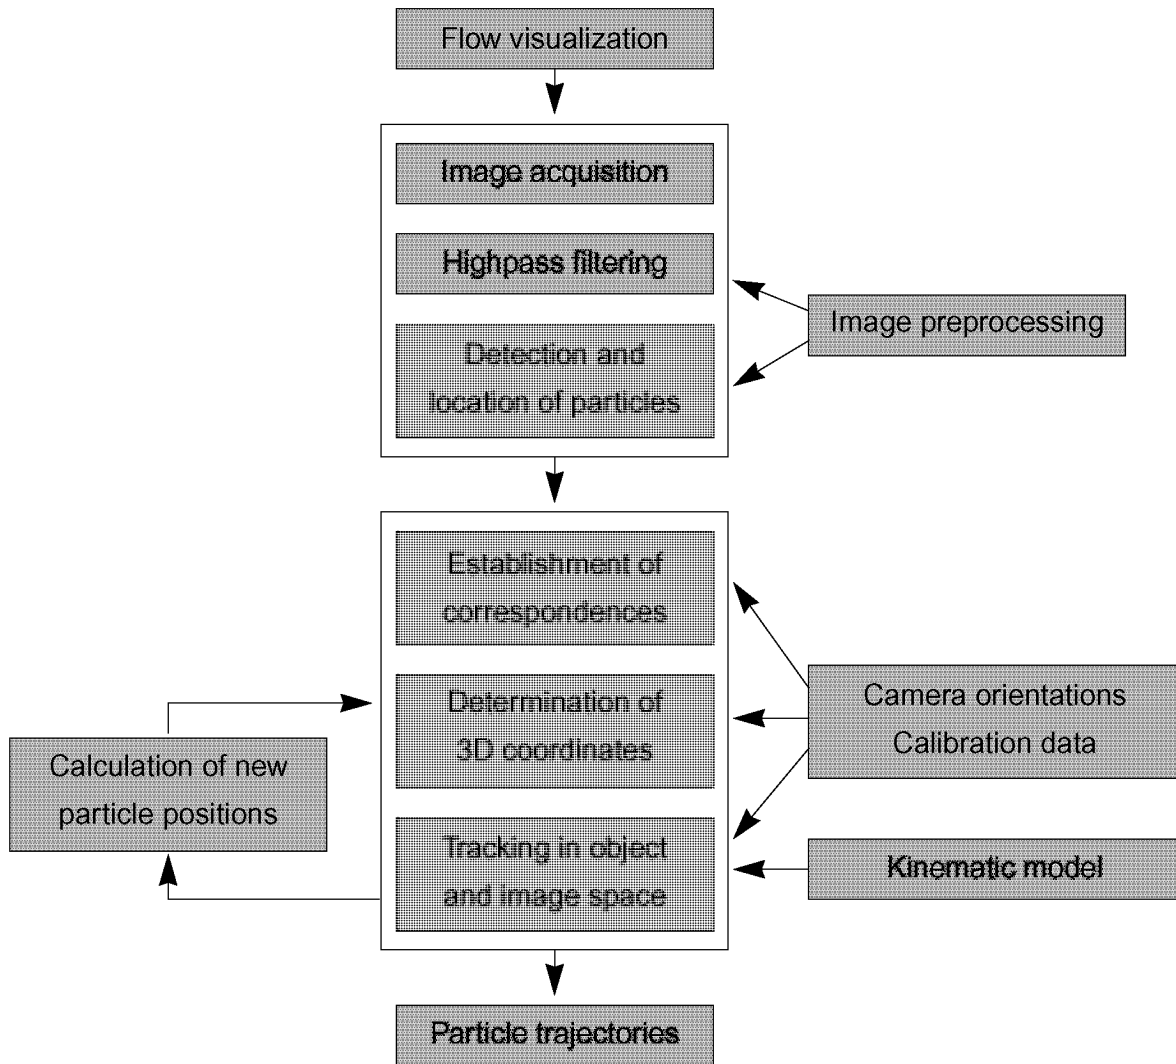 Flow visualization
Image acquisition
Highpass filtering
Image preprocessing
Detection and
location of particles
Establishment of
correspondences
Camera orientations
Calibration data
Determination of
3D coordinates
Calculation of new
particle positions
Tracking in object
and image space
Kinematic model
Particle trajectories